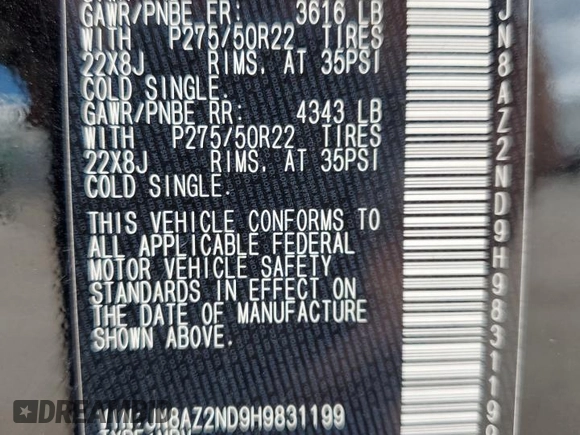 GAWR/PNBE FR: 3616 LB
WITH P275/50R22 TIRES
22X8J RIMS, AT 35PSI
COLD SINGLE.
GAWR/PNBE RR: 4343 LB
WITH P275/50R22 TIRES
22X8J RIMS, AT 35PSI
COLD SINGLE.
THIS VEHICLE CONFORMS TO
ALL APPLICABLE FEDERAL
MOTOR VEHICLE SAFETY
STANDARDS IN EFFECT ON
THE DATE OF MANUFACTURE
SHOWN ABOVE.
JN8AZ2ND9H9831199
DEALERSCAR
JN8AZ2ND9H9831199